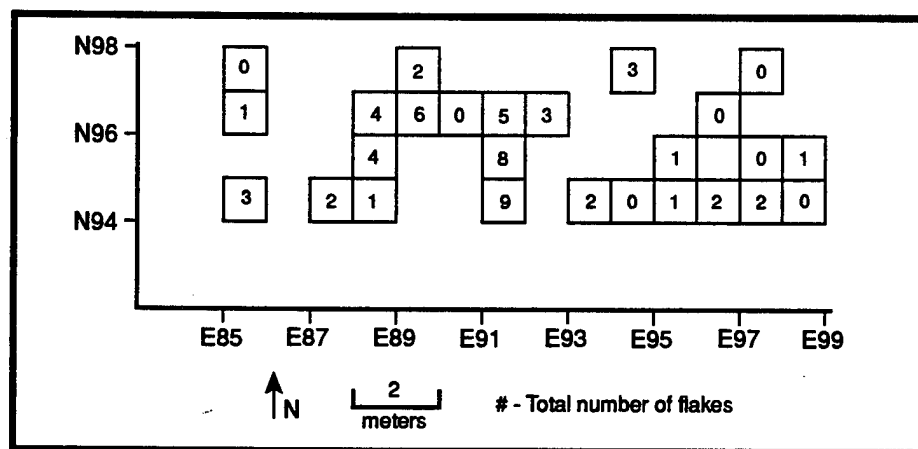 N98
0 2 3 0
1 4 6 0 5 3 0
N96
4 8 1 0 1
3 2 1 9 2 0 1 2 2 0
N94
E85 E87 E89 E91 E93 E95 E97 E99
N
2
meters
# - Total number of flakes